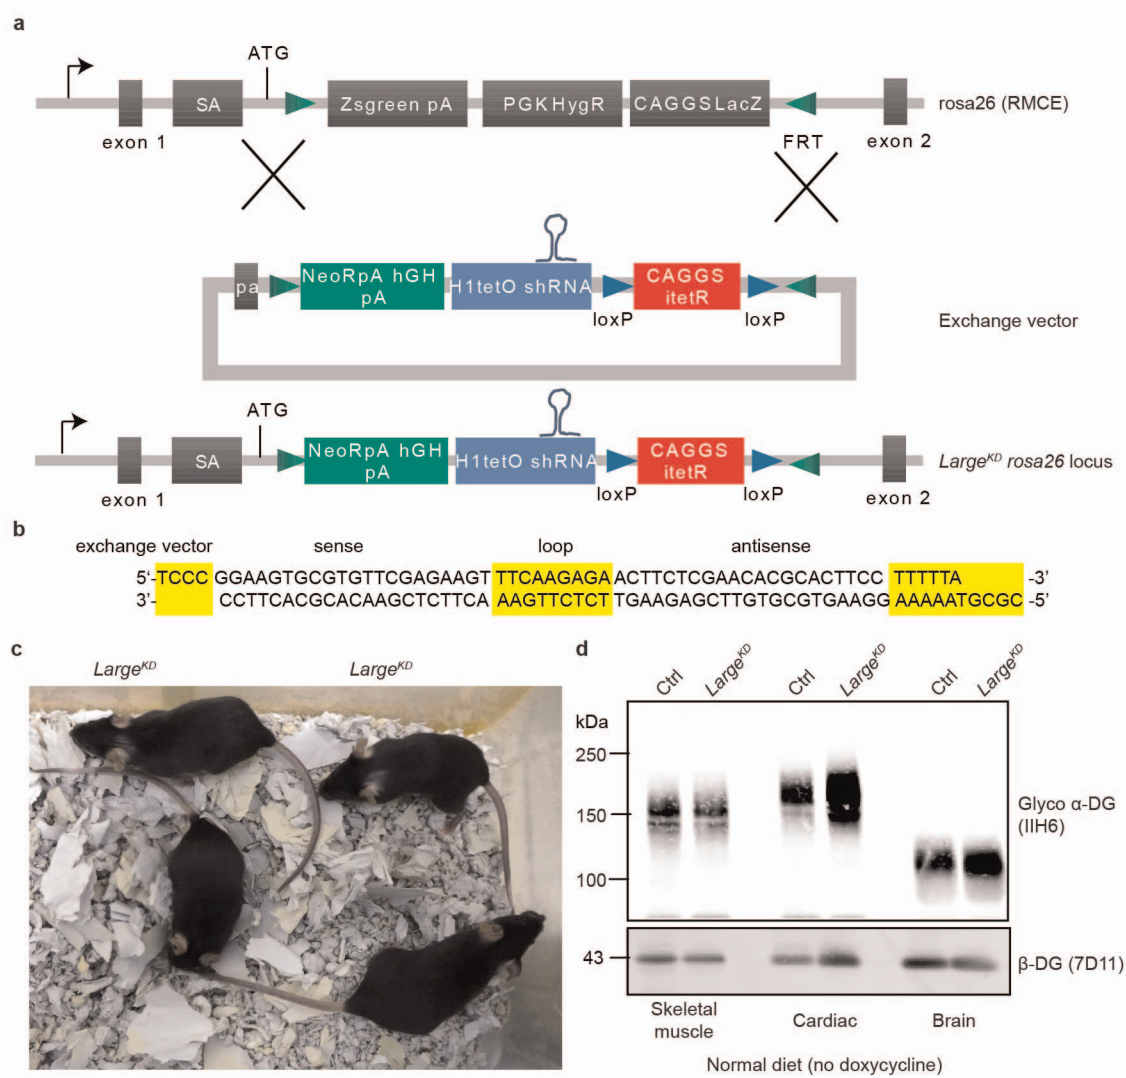 a
ATG
SA
Zsgreen pA
PGKHygR
CAGGSLacZ
rosa26 (RMCE)
exon 1
FRT
exon 2
pa
NeoRpA hGH
pA
H1tetO shRNA
CAGGS
itetR
loxP
loxP
Exchange vector
ATG
SA
NeoRpA hGH
pA
H1tetO shRNA
CAGGS
itetR
Large^KD rosa26 locus
exon 1
loxP
loxP
exon 2
b
exchange vector sense loop antisense
5'-TCCC GGAAGTGCGTGTTCGAGAAGT TTCAAGAGA ACTTCTCGAACACGCACTTCC TTTTTA -3'
3'- CCTTCACGCACAAGCTCTTCA AAGTTCTCT TGAAGAGCTTGTGCGTGAAGG AAAAATGCGC -5'
c
Large^KD Large^KD
d
Ctrl Large^KD Ctrl Large^KD Ctrl Large^KD
kDa
250
150
100
Glyco α-DG
(IIH6)
43
β-DG (7D11)
Skeletal
muscle
Cardiac
Brain
Normal diet (no doxycycline)